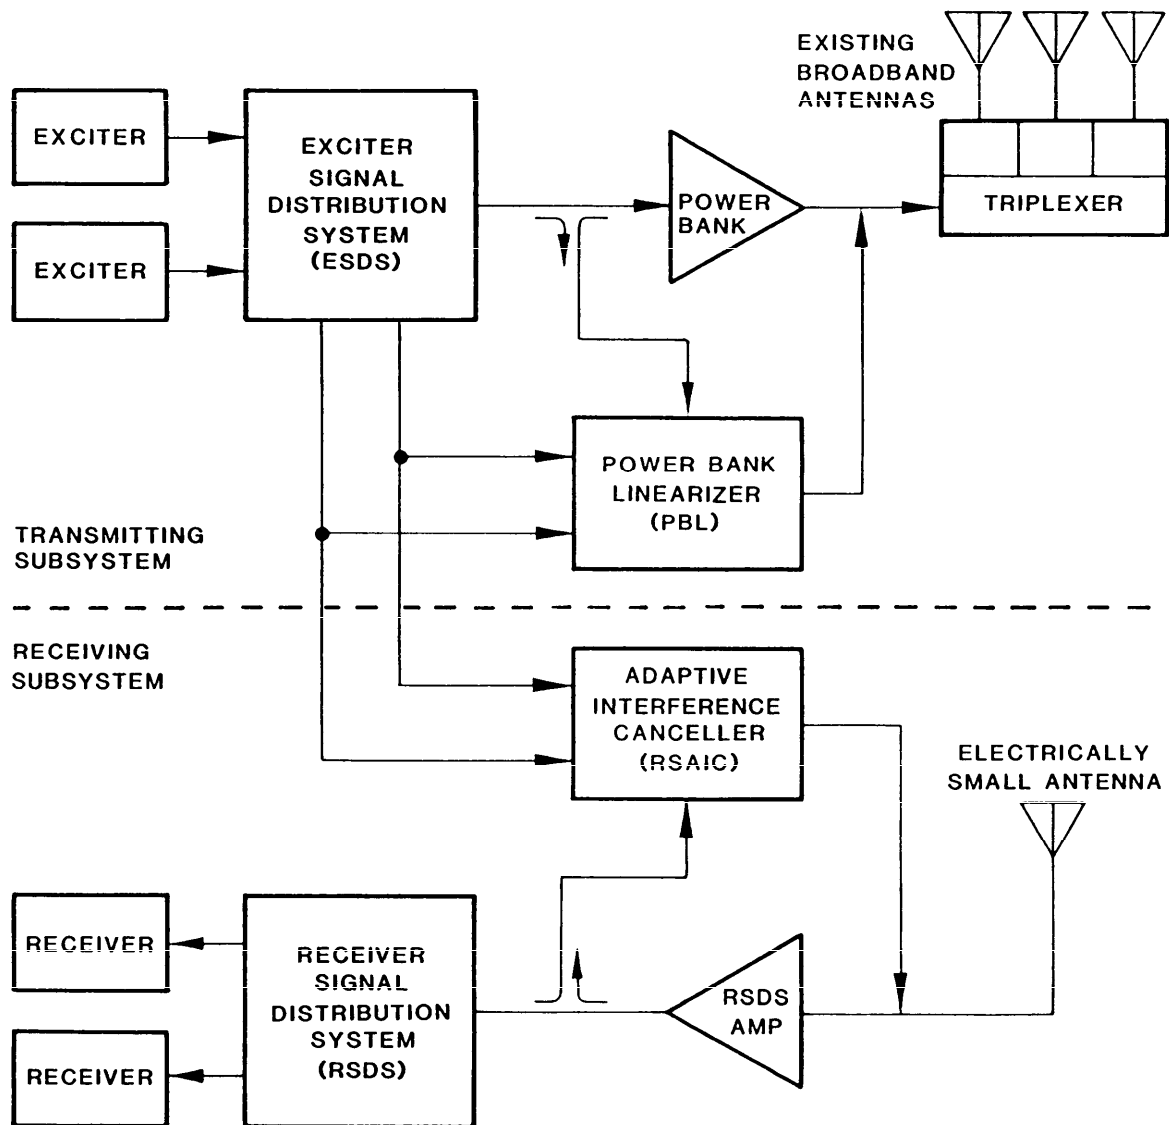 EXISTING
BROADBAND
ANTENNAS
EXCITER
EXCITER
SIGNAL
DISTRIBUTION
SYSTEM
(ESDS)
POWER
BANK
TRIPLEXER
EXCITER
POWER BANK
LINEARIZER
(PBL)
TRANSMITTING
SUBSYSTEM
RECEIVING
SUBSYSTEM
ADAPTIVE
INTERFERENCE
CANCELLER
(RSAIC)
ELECTRICALLY
SMALL ANTENNA
RECEIVER
RECEIVER
SIGNAL
DISTRIBUTION
SYSTEM
(RSDS)
RSDS
AMP
RECEIVER